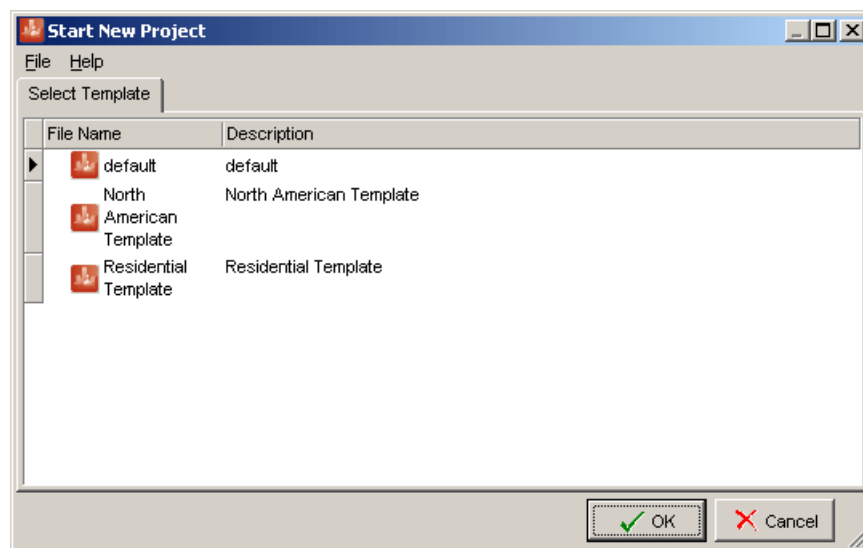 Start New Project
File Help
Select Template
File Name Description
default default
North North American Template
American
Template
Residential Residential Template
Template
OK Cancel